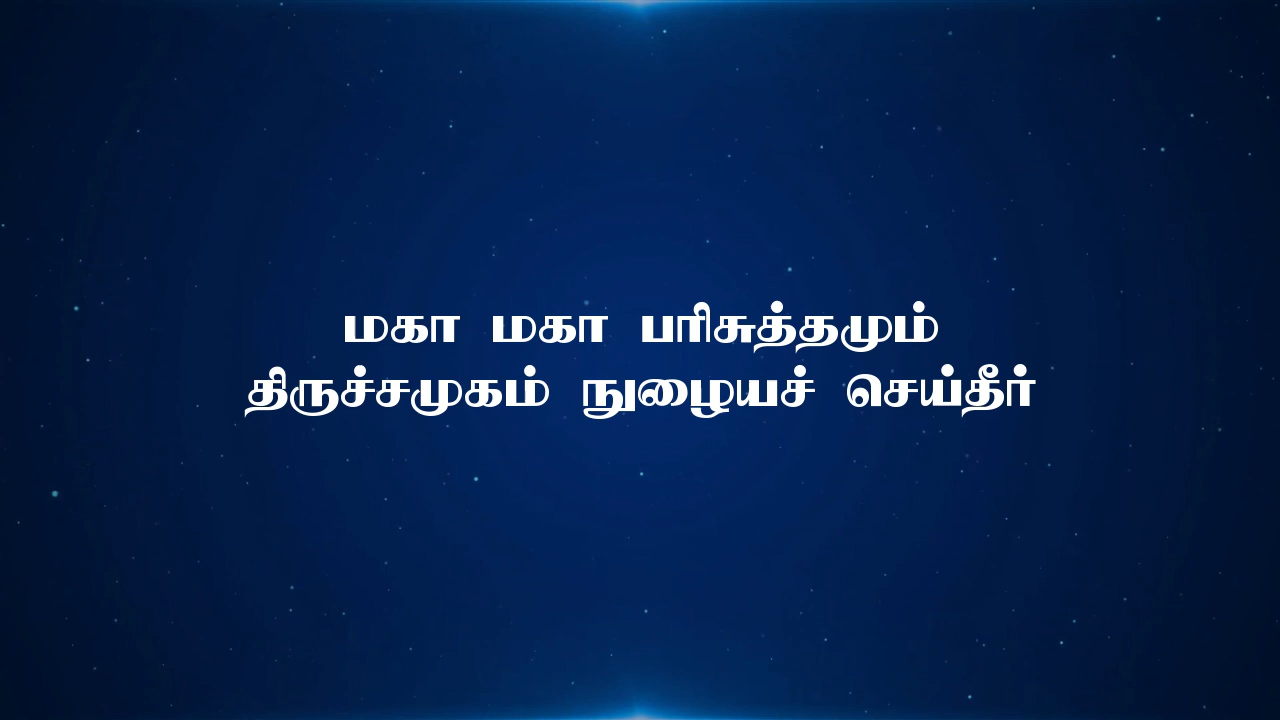 மகா மகா பரிசுத்தமும்
திருச்சமுகம் நுழையச் செய்தீர்